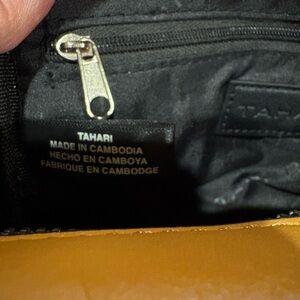 TAHARI
MADE IN CAMBODIA
HECHO EN CAMBOYA
FABRIQUE EN CAMBODGE